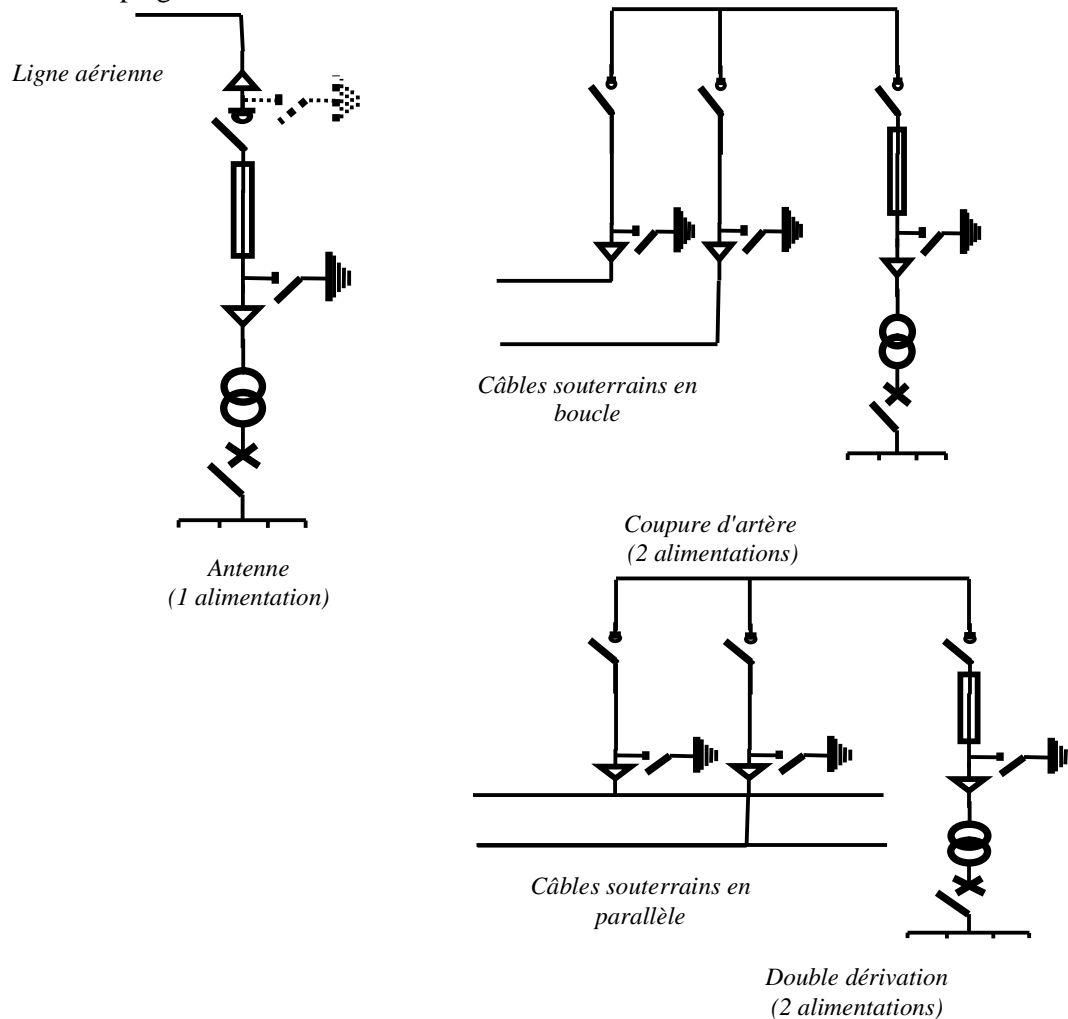 Ligne aérienne
Câbles souterrains en
boucle
Coupure d'artère
(2 alimentations)
Antenne
(1 alimentation)
Câbles souterrains en
parallèle
Double dérivation
(2 alimentations)